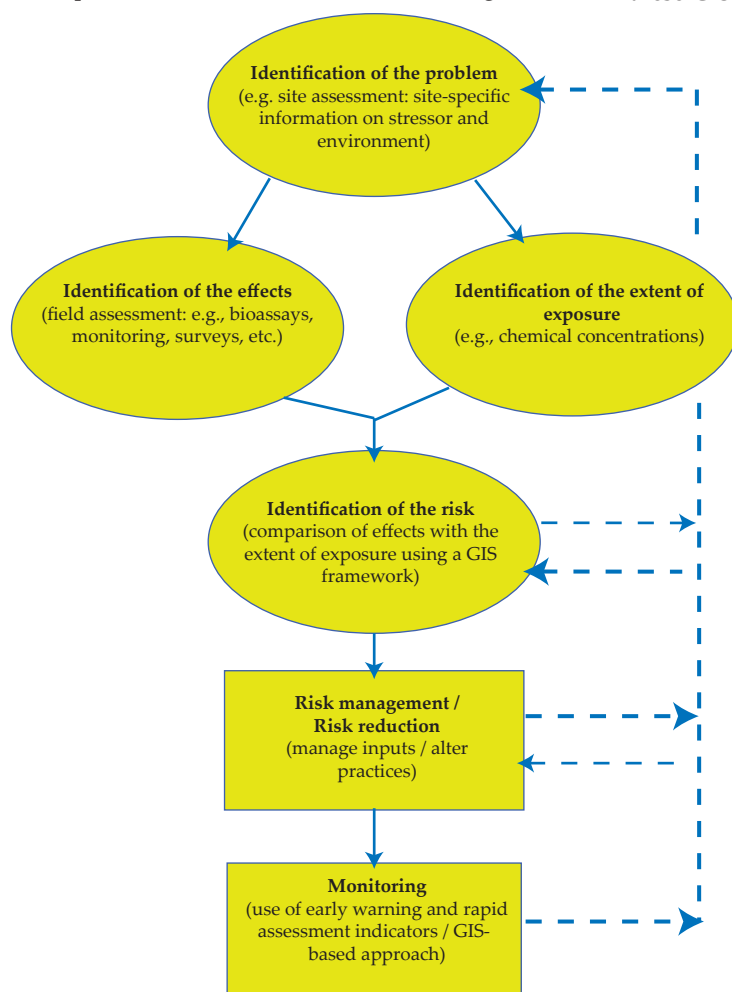 Identification of the problem
(e.g. site assessment: site-specific
information on stressor and
environment)
Identification of the effects
(field assessment: e.g., bioassays,
monitoring, surveys, etc.)
Identification of the extent of
exposure
(e.g., chemical concentrations)
Identification of the risk
(comparison of effects with the
extent of exposure using a GIS
framework)
Risk management /
Risk reduction
(manage inputs / alter
practices)
Monitoring
(use of early warning and rapid
assessment indicators / GIS-
based approach)